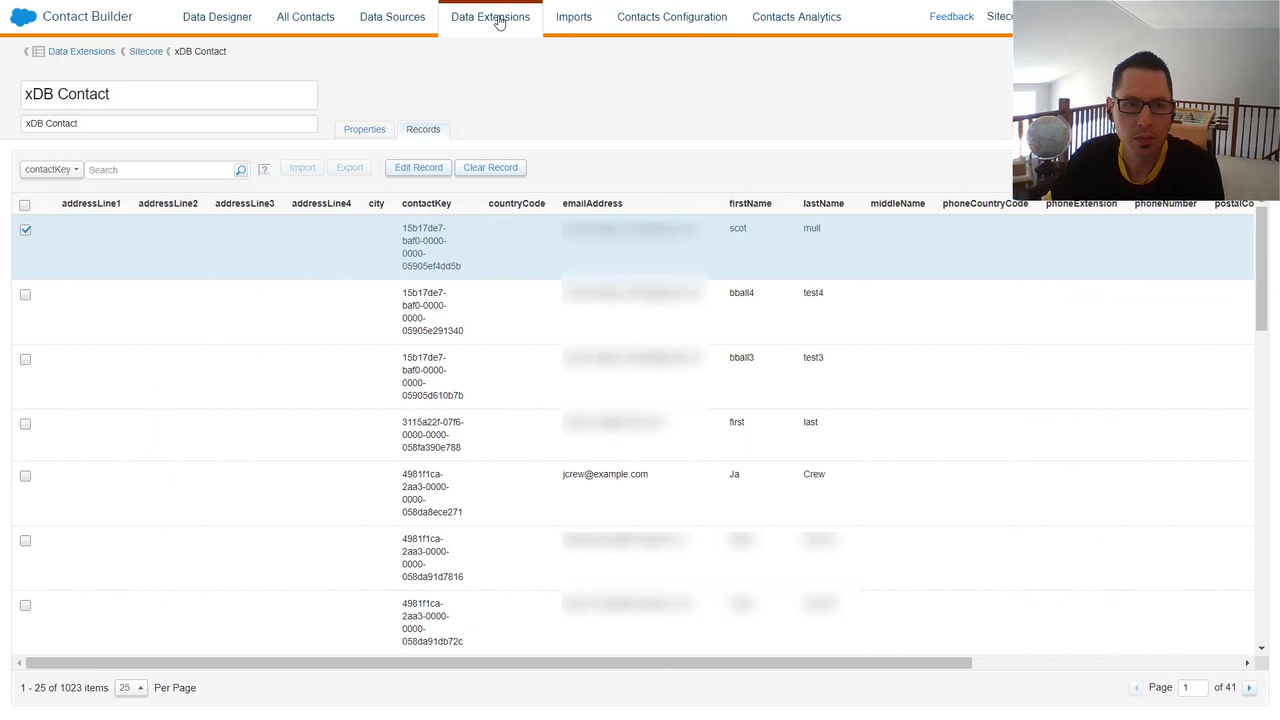 Contact Builder
Data Designer
All Contacts
Data Sources
Data Extensions
Imports
Contacts Configuration
Contacts Analytics
Feedback
Data Extensions
Sitecore
xDB Contact
xDB Contact
xDB Contact
Properties
Records
contactKey
Search
?
Import
Export
Edit Record
Clear Record
addressLine1 addressLine2 addressLine3 addressLine4 city contactKey countryCode emailAddress firstName lastName middleName phoneCountryCode phoneExtension phoneNumber
15b17de7-
baf0-0000-
0000-
05905ef4dd5b
scot
mull
15b17de7-
baf0-0000-
0000-
05905e291340
bball4
test4
15b17de7-
baf0-0000-
0000-
05905d610b7b
bball3
test3
3115a22f-07f6-
0000-0000-
058fa390e788
first
last
4981f1ca-
2aa3-0000-
0000-
058da8ece271
jcrew@example.com
Ja
Crew
4981f1ca-
2aa3-0000-
0000-
058da91d7816
4981f1ca-
2aa3-0000-
0000-
058da91db72c
1 - 25 of 1023 items
25
Per Page
Page 1 of 41